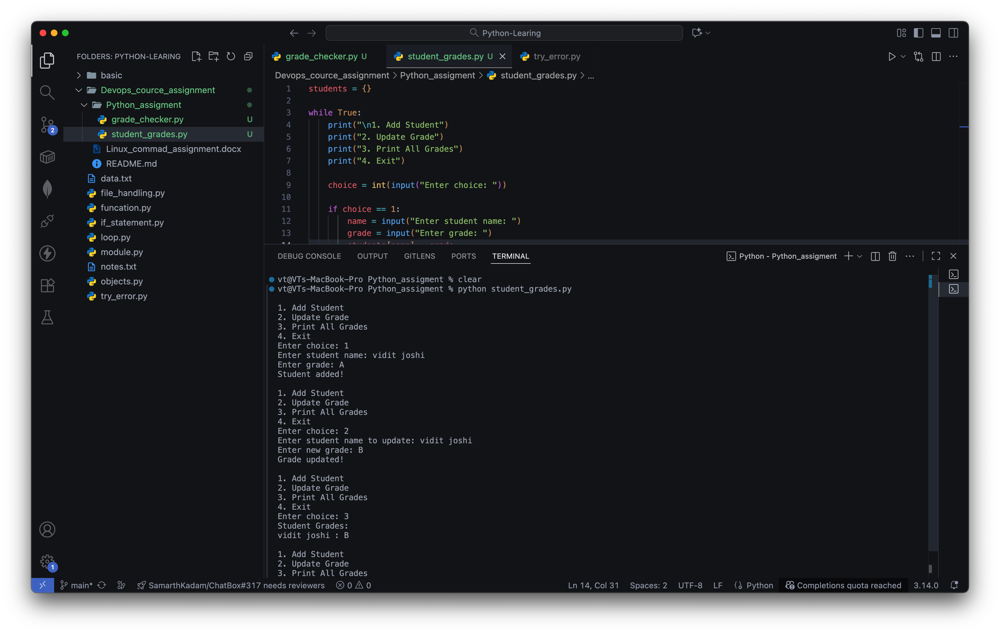 Python-Learing
FOLDERS: PYTHON-LEARING
basic
Devops_cource_assignment
Python_assigment
grade_checker.py U
student_grades.py U
Linux_commad_assignment.docx
README.md
data.txt
file_handling.py
funcation.py
if_statement.py
loop.py
module.py
notes.txt
objects.py
try_error.py
2
1
grade_checker.py U
student_grades.py U
try_error.py
Devops_cource_assignment > Python_assigment > student_grades.py > ...
1 students = {}
2
3 while True:
4 print("\n1. Add Student")
5 print("2. Update Grade")
6 print("3. Print All Grades")
7 print("4. Exit")
8
9 choice = int(input("Enter choice: "))
10
11 if choice == 1:
12 name = input("Enter student name: ")
13 grade = input("Enter grade: ")
14 students[name] = grade
DEBUG CONSOLE OUTPUT GITLENS PORTS TERMINAL
Python - Python_assigment
vt@VTs-MacBook-Pro Python_assigment % clear
vt@VTs-MacBook-Pro Python_assigment % python student_grades.py
1. Add Student
2. Update Grade
3. Print All Grades
4. Exit
Enter choice: 1
Enter student name: vidit joshi
Enter grade: A
Student added!
1. Add Student
2. Update Grade
3. Print All Grades
4. Exit
Enter choice: 2
Enter student name to update: vidit joshi
Enter new grade: B
Grade updated!
1. Add Student
2. Update Grade
3. Print All Grades
4. Exit
Enter choice: 3
Student Grades:
vidit joshi : B
1. Add Student
2. Update Grade
3. Print All Grades
main* SamarthKadam/ChatBox#317 needs reviewers 0 0 Ln 14, Col 31 Spaces: 2 UTF-8 LF Python Completions quota reached 3.14.0